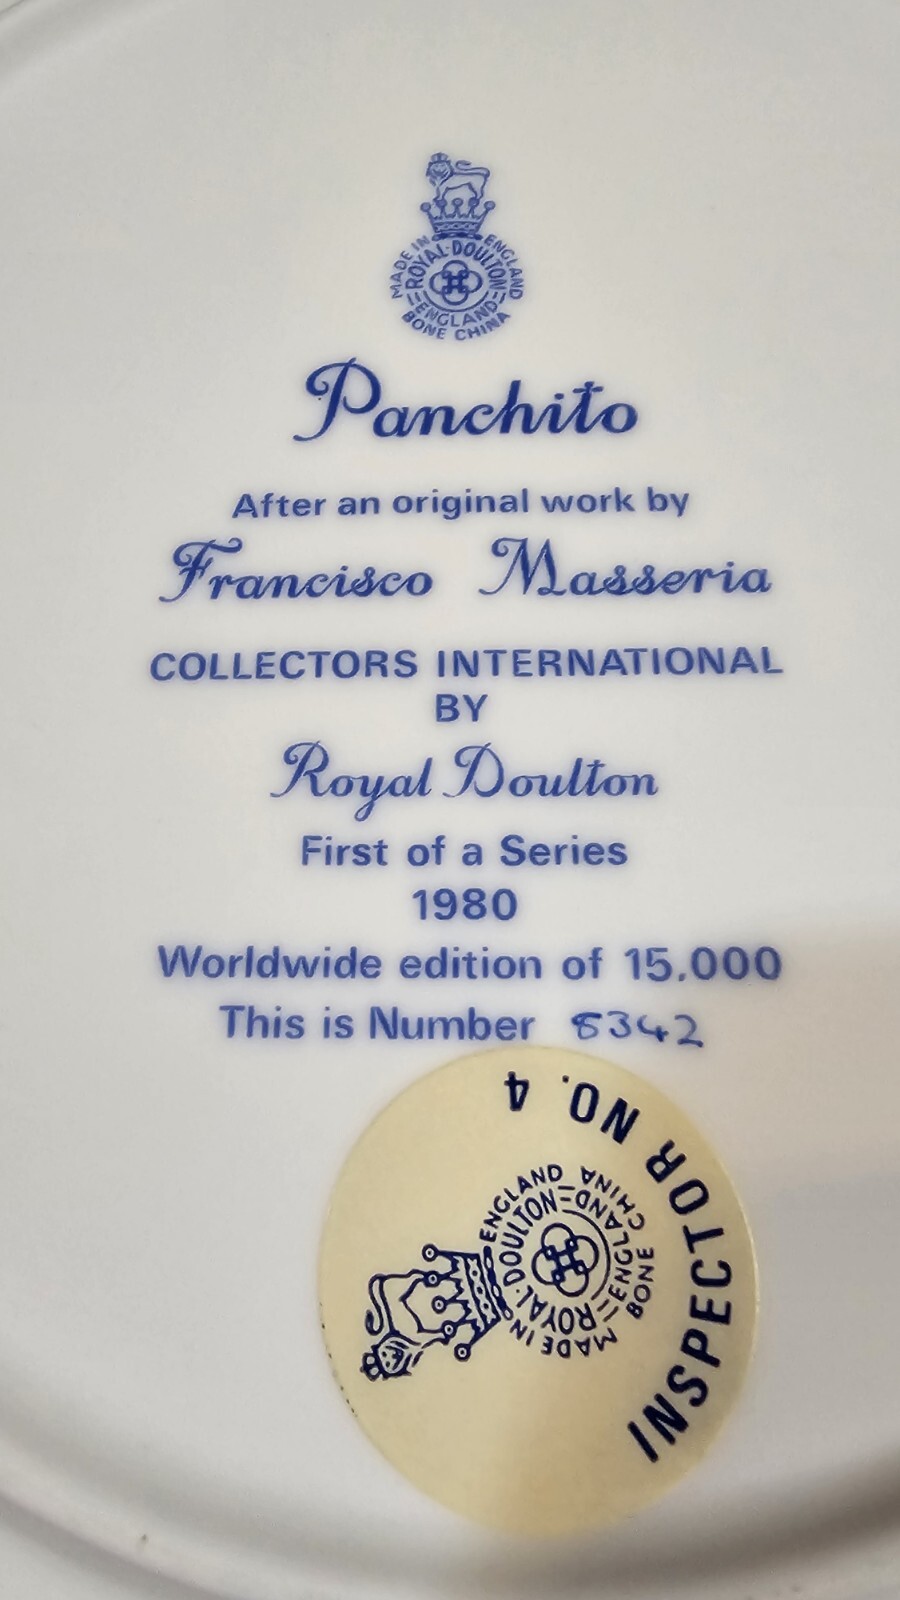 MADE IN ENGLAND
ROYAL·DOULTON
ENGLAND
BONE CHINA
Panchito
After an original work by
Francisco Masseria
COLLECTORS INTERNATIONAL
BY
Royal Doulton
First of a Series
1980
Worldwide edition of 15.000
This is Number 8342
INSPECTOR NO. 4
MADE IN ENGLAND
ROYAL·DOULTON
ENGLAND
BONE CHINA